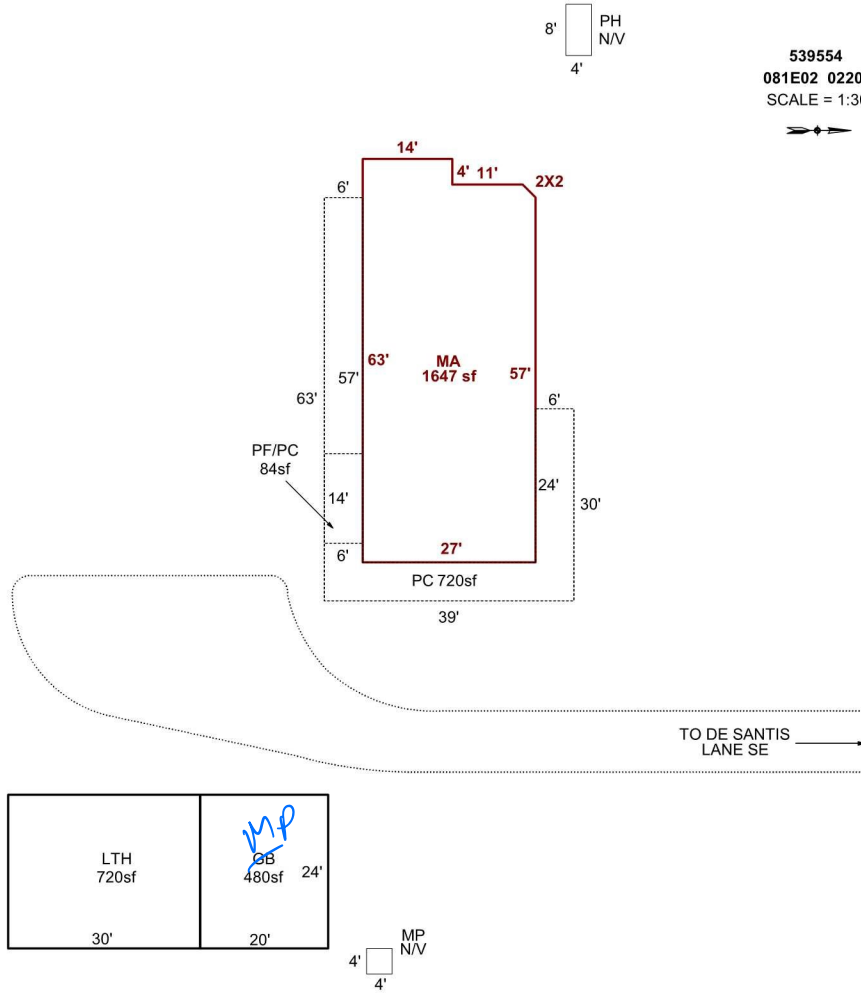 8'
PH
N/V
4'
539554
081E02 0220
SCALE = 1:30
14'
4'
11'
2X2
6'
63'
57'
63'
MA
1647 sf
57'
6'
PF/PC
84sf
14'
24'
30'
6'
27'
PC 720sf
39'
TO DE SANTIS
LANE SE
MP
LTH
720sf
GB
480sf
24'
30'
20'
MP
N/V
4'
4'